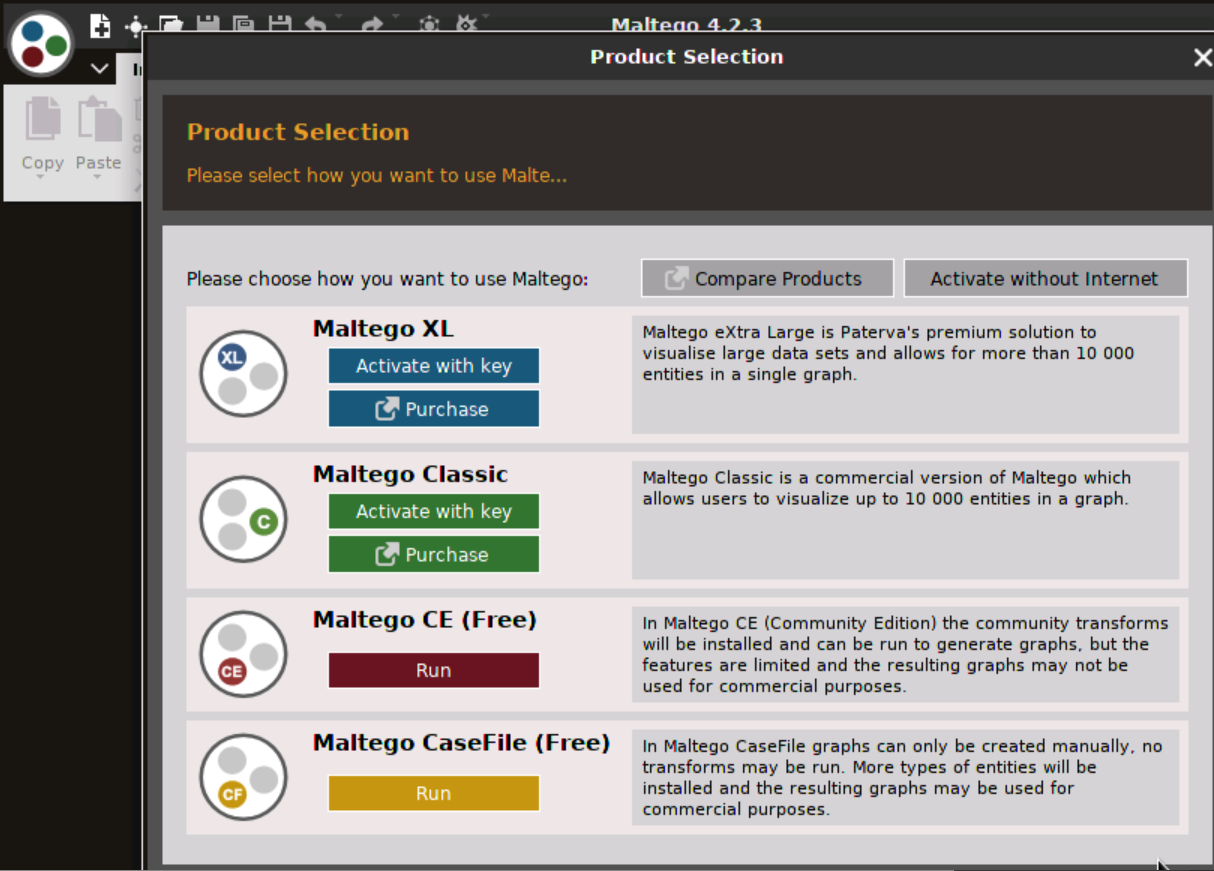 Maltego 4.2.3
Product Selection
Copy Paste
Product Selection
Please select how you want to use Malte...
Please choose how you want to use Maltego:
Compare Products
Activate without Internet
XL
Maltego XL
Activate with key
Purchase
Maltego eXtra Large is Paterva's premium solution to
visualise large data sets and allows for more than 10 000
entities in a single graph.
C
Maltego Classic
Activate with key
Purchase
Maltego Classic is a commercial version of Maltego which
allows users to visualize up to 10 000 entities in a graph.
CE
Maltego CE (Free)
Run
In Maltego CE (Community Edition) the community transforms
will be installed and can be run to generate graphs, but the
features are limited and the resulting graphs may not be
used for commercial purposes.
CF
Maltego CaseFile (Free)
Run
In Maltego CaseFile graphs can only be created manually, no
transforms may be run. More types of entities will be
installed and the resulting graphs may be used for
commercial purposes.